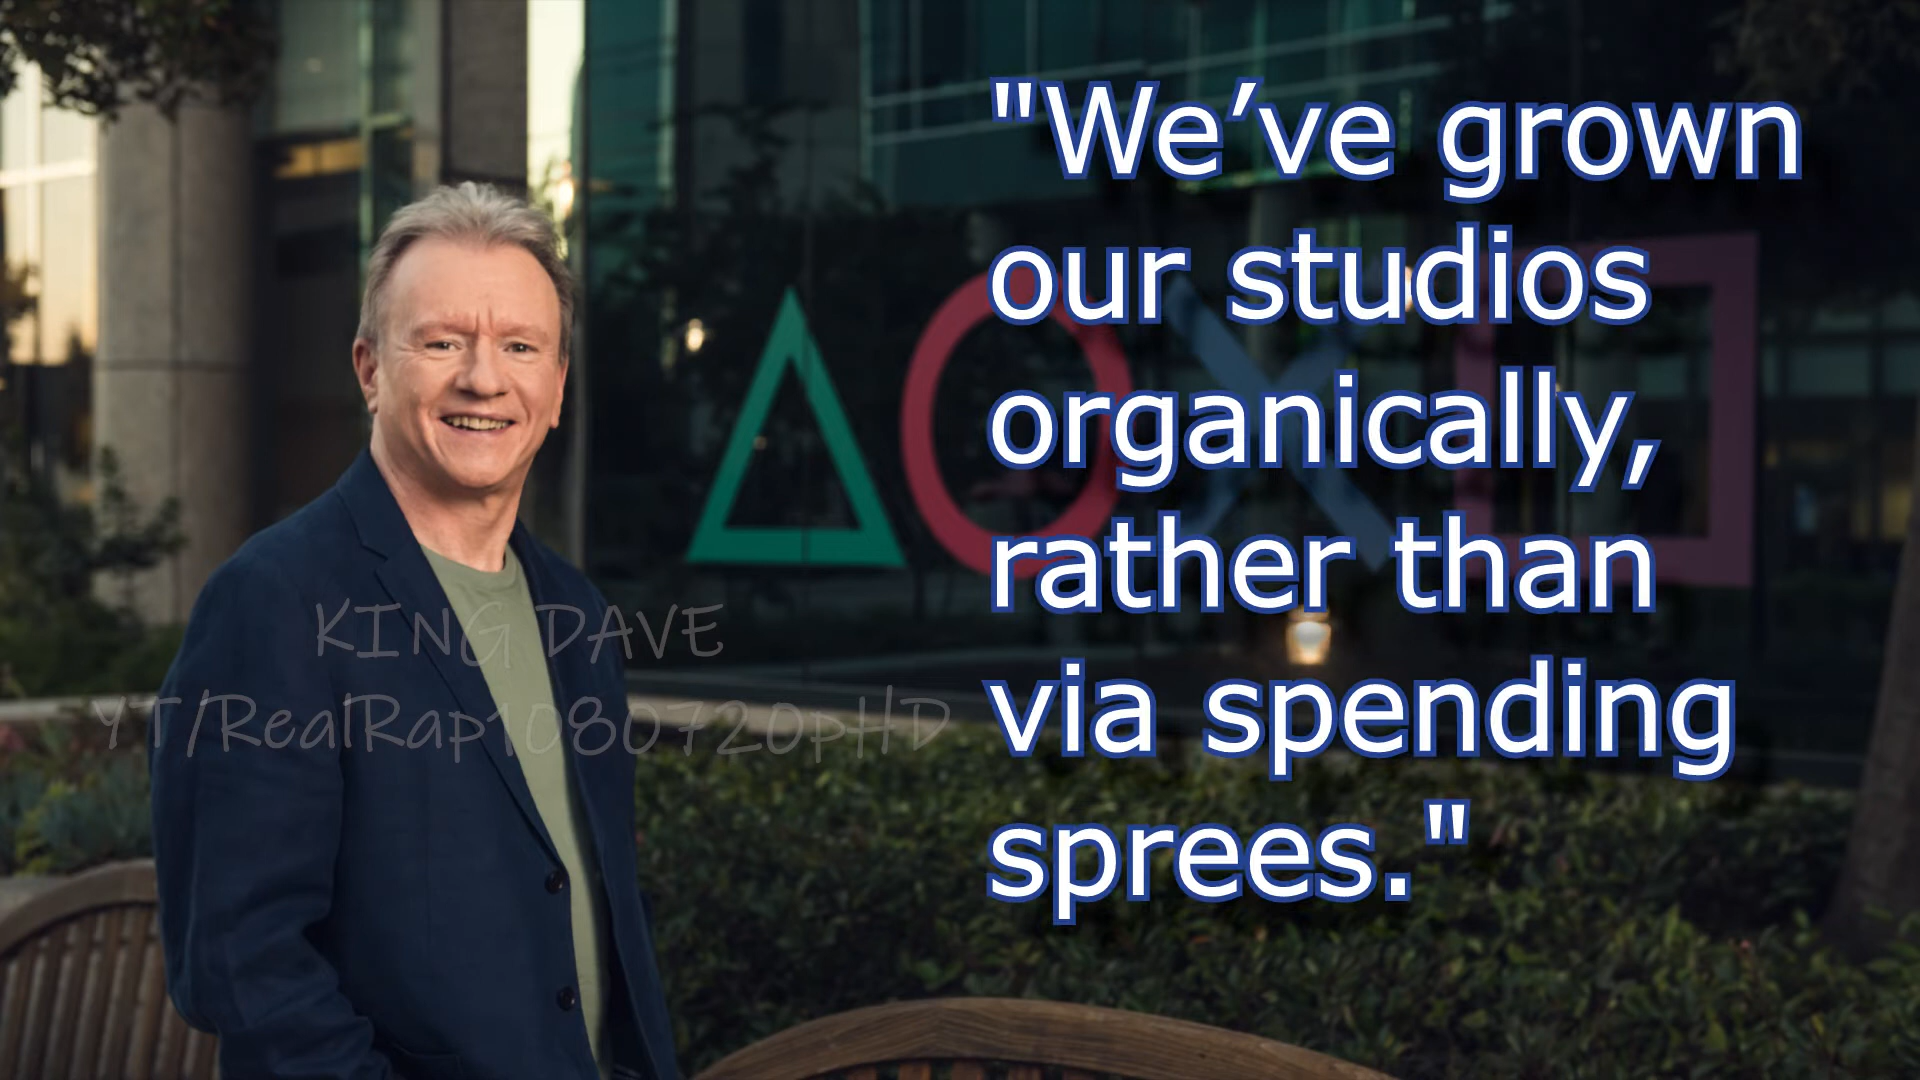 "We’ve grown
our studios
organically,
rather than
via spending
sprees."
KING DAVE
YT/RealRap1080720pHD